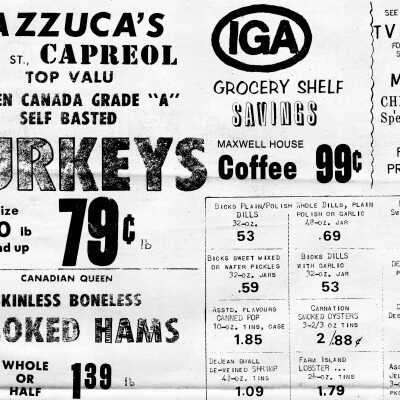 AZZUCA'S
ST., CAPREOL
TOP VALU
EN CANADA GRADE "A"
SELF BASTED
URKEYS
ize
0 lb
nd up
79¢ lb
CANADIAN QUEEN
SKINLESS BONELESS
OOKED HAMS
WHOLE
OR
HALF
1 39 lb
IGA
GROCERY SHELF
SAVINGS
MAXWELL HOUSE
Coffee 99¢
BICKS PLAIN/POLISH
DILLS
32-OZ.
53
WHOLE DILLS, PLAIN
POLISH OR GARLIC
48-OZ. JAR
.69
BICKS SWEET MIXED
OR WAFER PICKLES
32-OZ. JARS
.59
BICKS DILLS
WITH GARLIC
32-OZ. JAR
53
ASSTD. FLAVOURS
CANNED POP
10-OZ. TINS, CASE
1.85
CARNATION
SMOKED OYSTERS
3-2/3 OZ TINS
2/.88¢
DEJEAN SMALL
DE-VEINED SHRIMP
4½-OZ. TINS
1.09
FARM ISLAND
LOBSTER ...
TINS
1.79
SEE
TV
FO
M
CH
Spe
F
PR